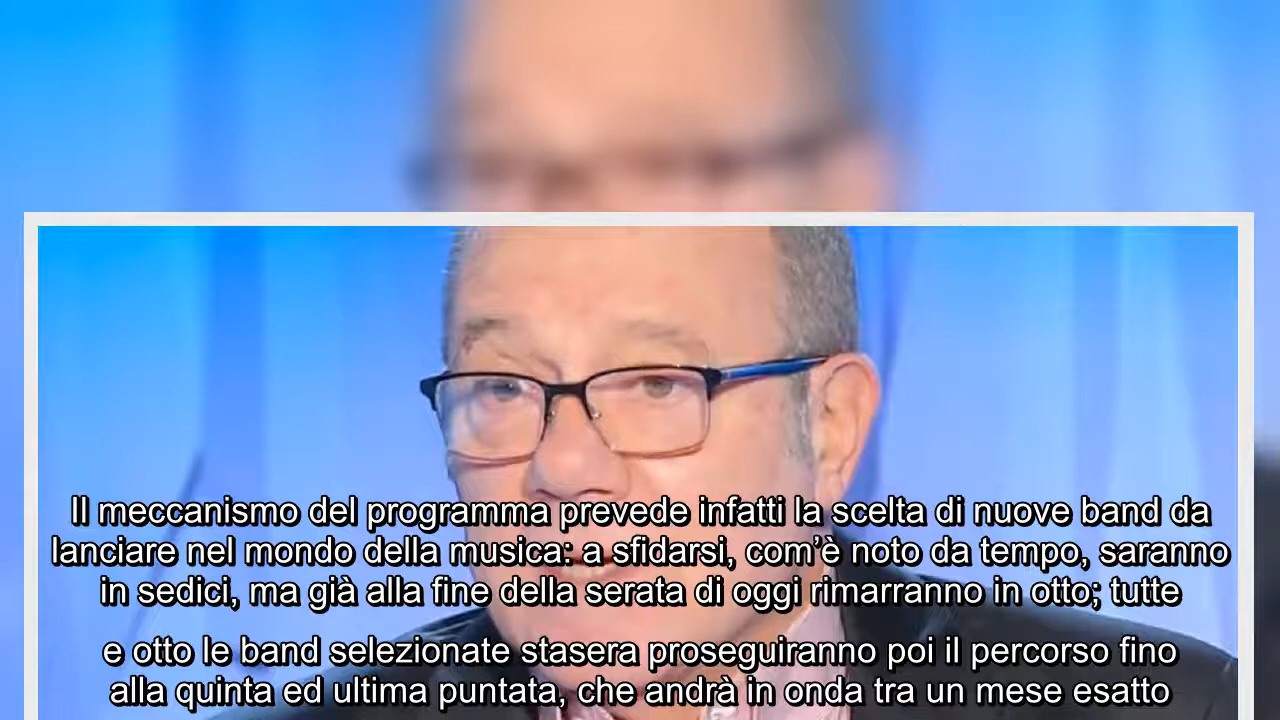 Il meccanismo del programma prevede infatti la scelta di nuove band da
lanciare nel mondo della musica: a sfidarsi, com’è noto da tempo, saranno
in sedici, ma già alla fine della serata di oggi rimarranno in otto; tutte
e otto le band selezionate stasera proseguiranno poi il percorso fino
alla quinta ed ultima puntata, che andrà in onda tra un mese esatto